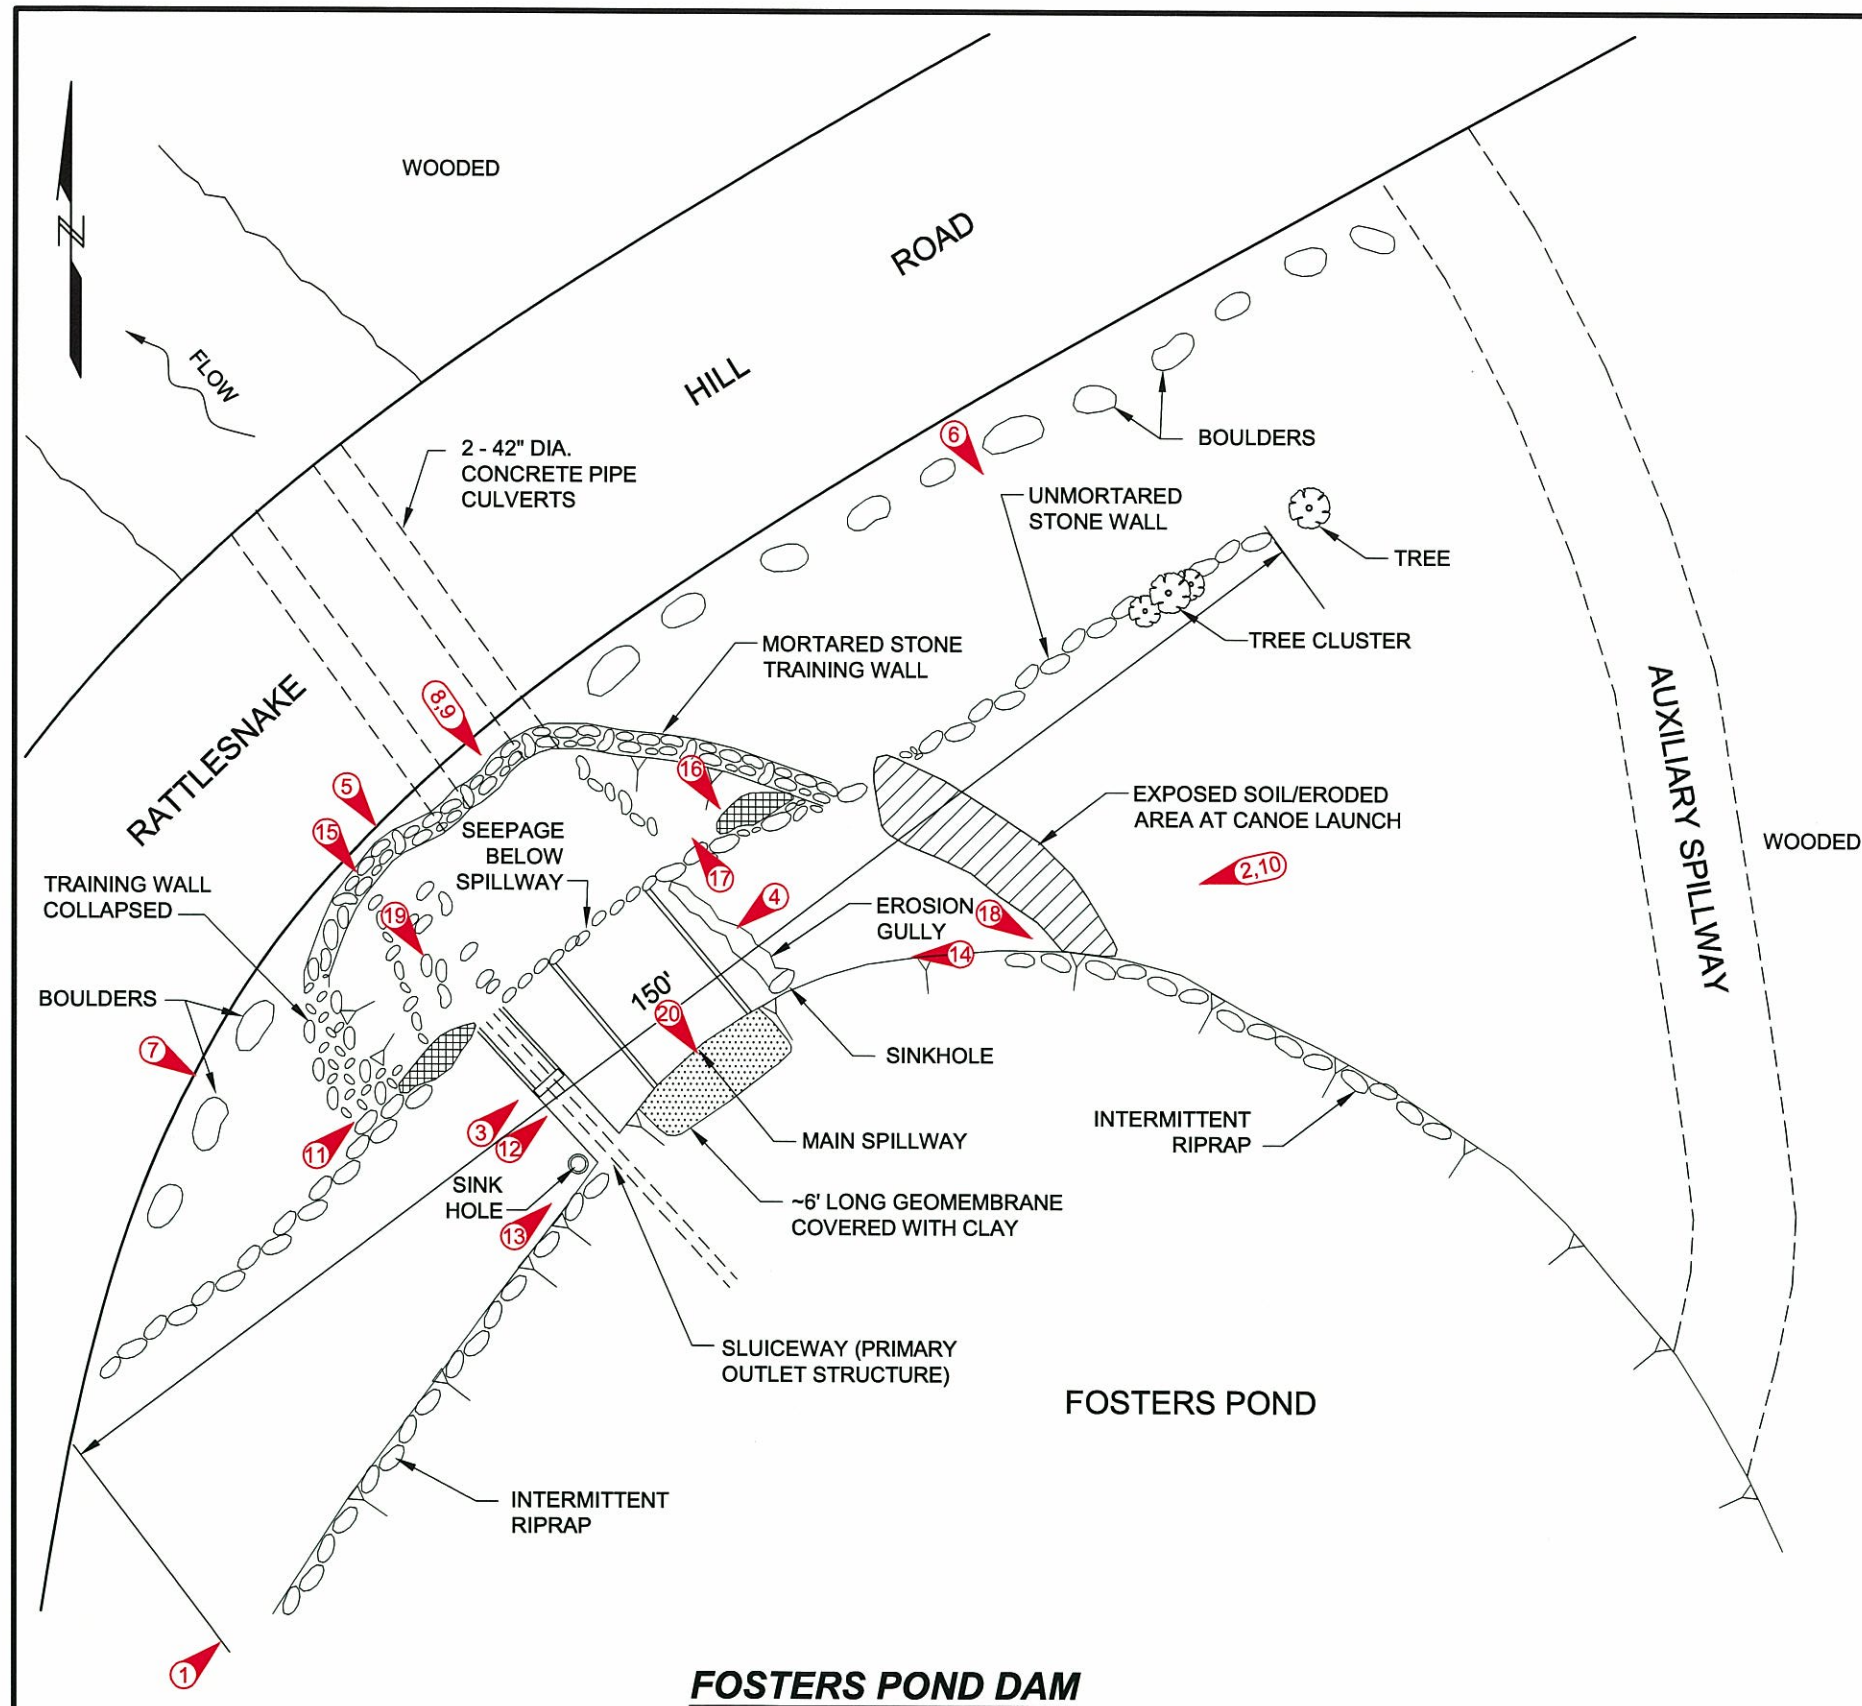 WOODED
N
ROAD
FLOW
HILL
2 - 42" DIA.
CONCRETE PIPE
CULVERTS
6
BOULDERS
UNMORTARED
STONE WALL
TREE
TREE CLUSTER
MORTARED STONE
TRAINING WALL
8,9
RATTLESNAKE
AUXILIARY SPILLWAY
16
5
15
SEEPAGE
BELOW
SPILLWAY
EXPOSED SOIL/ERODED
AREA AT CANOE LAUNCH
WOODED
2,10
17
TRAINING WALL
COLLAPSED
4
19
EROSION
GULLY
18
14
BOULDERS
150'
20
7
SINKHOLE
3
12
11
MAIN SPILLWAY
INTERMITTENT
RIPRAP
SINK
HOLE
13
~6' LONG GEOMEMBRANE
COVERED WITH CLAY
SLUICEWAY (PRIMARY
OUTLET STRUCTURE)
FOSTERS POND
INTERMITTENT
RIPRAP
1
FOSTERS POND DAM